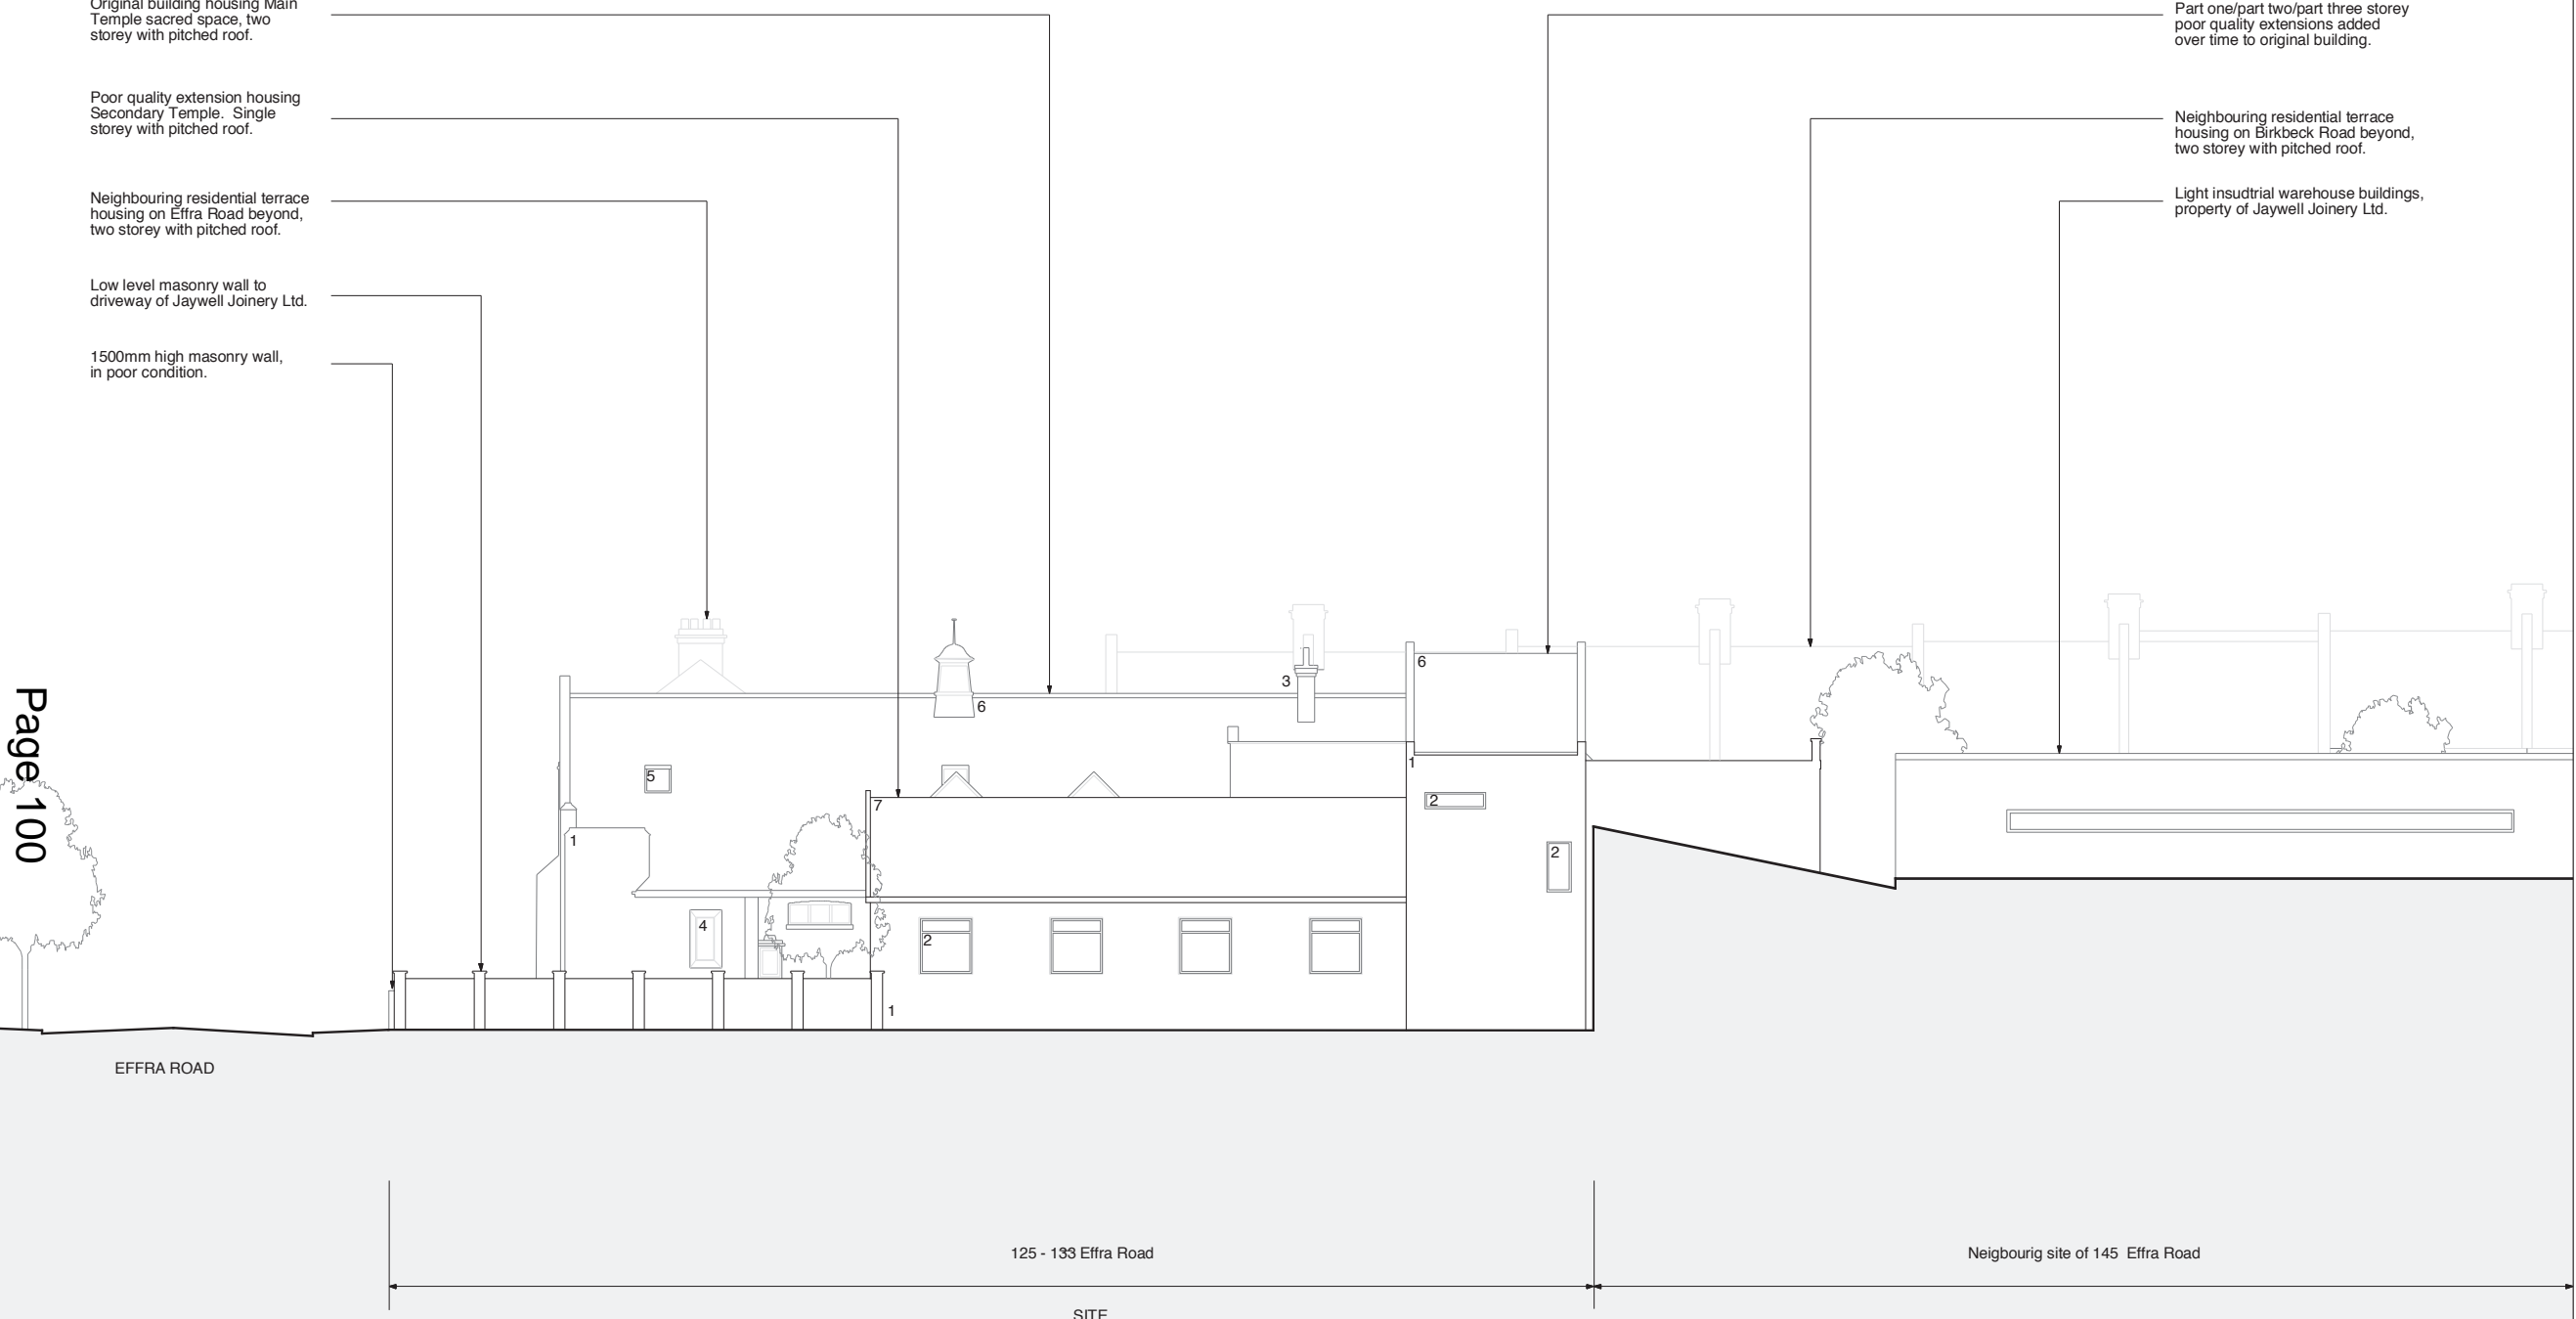 Original building housing Main
Temple sacred space, two
storey with pitched roof.
Poor quality extension housing
Secondary Temple. Single
storey with pitched roof.
Neighbouring residential terrace
housing on Effra Road beyond,
two storey with pitched roof.
Low level masonry wall to
driveway of Jaywell Joinery Ltd.
1500mm high masonry wall,
in poor condition.
Part one/part two/part three storey
poor quality extensions added
over time to original building.
Neighbouring residential terrace
housing on Birkbeck Road beyond,
two storey with pitched roof.
Light insudtrial warehouse buildings,
property of Jaywell Joinery Ltd.
Page 100
6
3
6
5
1
7
2
1
2
4
2
1
EFFRA ROAD
125 - 133 Effra Road
Neigbourig site of 145 Effra Road
SITE